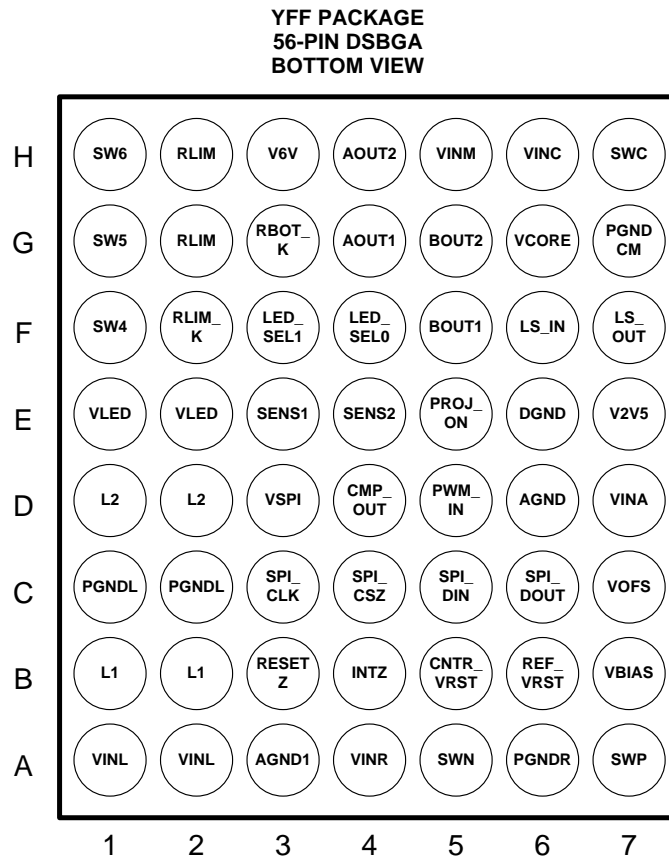 YFF PACKAGE
56-PIN DSBGA
BOTTOM VIEW
H SW6 RLIM V6V AOUT2 VINM VINC SWC
G SW5 RLIM RBOT_ K AOUT1 BOUT2 VCORE PGND CM
F SW4 RLIM_ K LED_ SEL1 LED_ SEL0 BOUT1 LS_IN LS_ OUT
E VLED VLED SENS1 SENS2 PROJ_ ON DGND V2V5
D L2 L2 VSPI CMP_ OUT PWM_ IN AGND VINA
C PGNDL PGNDL SPI_ CLK SPI_ CSZ SPI_ DIN SPI_ DOUT VOFS
B L1 L1 RESET Z INTZ CNTR_ VRST REF_ VRST VBIAS
A VINL VINL AGND1 VINR SWN PGNDR SWP
1 2 3 4 5 6 7